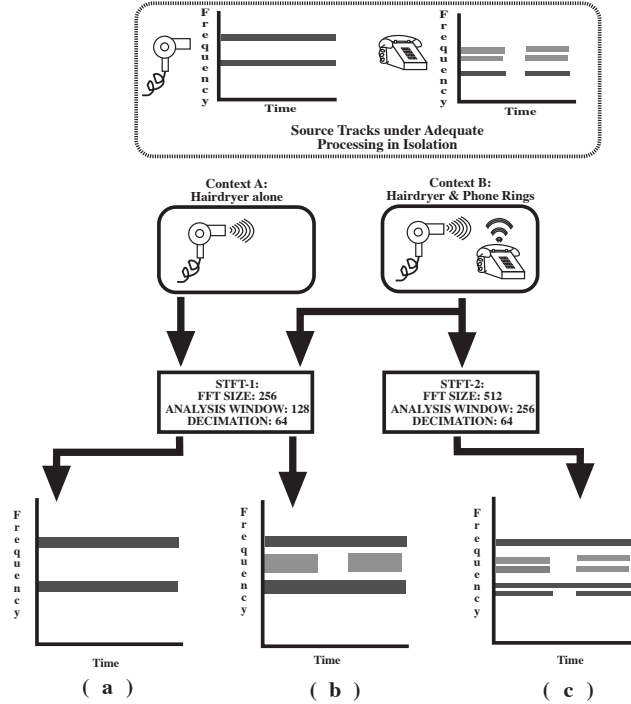 Frequency
Time
Frequency
Time
Source Tracks under Adequate
Processing in Isolation
Context A:
Hairdryer alone
Context B:
Hairdryer & Phone Rings
STFT-1:
FFT SIZE: 256
ANALYSIS WINDOW: 128
DECIMATION: 64
STFT-2:
FFT SIZE: 512
ANALYSIS WINDOW: 256
DECIMATION: 64
Frequency
Time
( a )
Frequency
Time
( b )
Frequency
Time
( c )